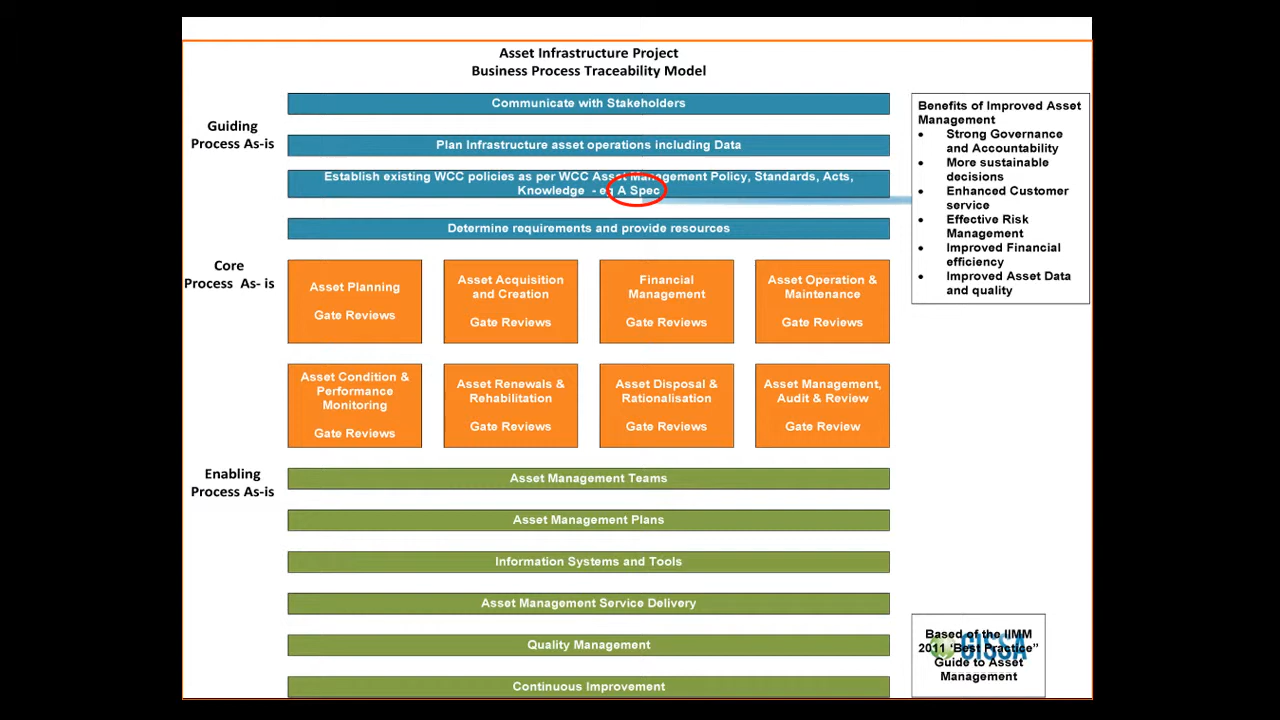 Asset Infrastructure Project
Business Process Traceability Model
Guiding
Process As-is
Communicate with Stakeholders
Plan Infrastructure asset operations including Data
Establish existing WCC policies as per WCC Asset Management Policy, Standards, Acts,
Knowledge - eg A Spec
Determine requirements and provide resources
Benefits of Improved Asset
Management
• Strong Governance
and Accountability
• More sustainable
decisions
• Enhanced Customer
service
• Effective Risk
Management
• Improved Financial
efficiency
• Improved Asset Data
and quality
Core
Process As- is
Asset Planning
Gate Reviews
Asset Acquisition
and Creation
Gate Reviews
Financial
Management
Gate Reviews
Asset Operation &
Maintenance
Gate Reviews
Asset Condition &
Performance
Monitoring
Gate Reviews
Asset Renewals &
Rehabilitation
Gate Reviews
Asset Disposal &
Rationalisation
Gate Reviews
Asset Management,
Audit & Review
Gate Review
Enabling
Process As-is
Asset Management Teams
Asset Management Plans
Information Systems and Tools
Asset Management Service Delivery
Quality Management
Continuous Improvement
Based of the IIMM
2011 ‘Best Practice”
Guide to Asset
Management
GISSA